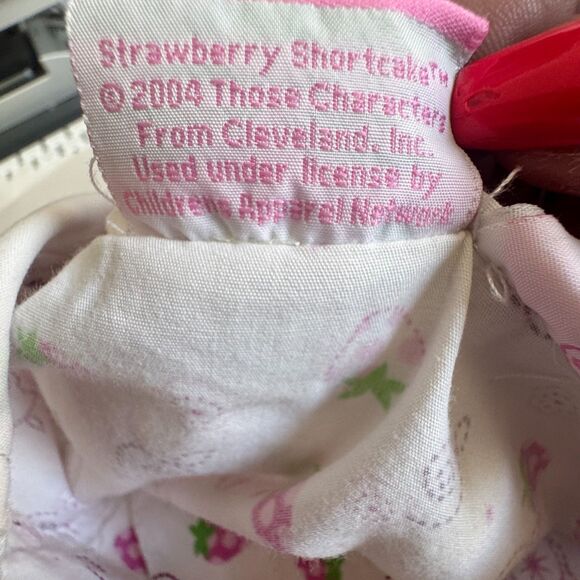 Strawberry Shortcake™
© 2004 Those Characters
From Cleveland, Inc.
Used under license by
Childrens Apparel Network